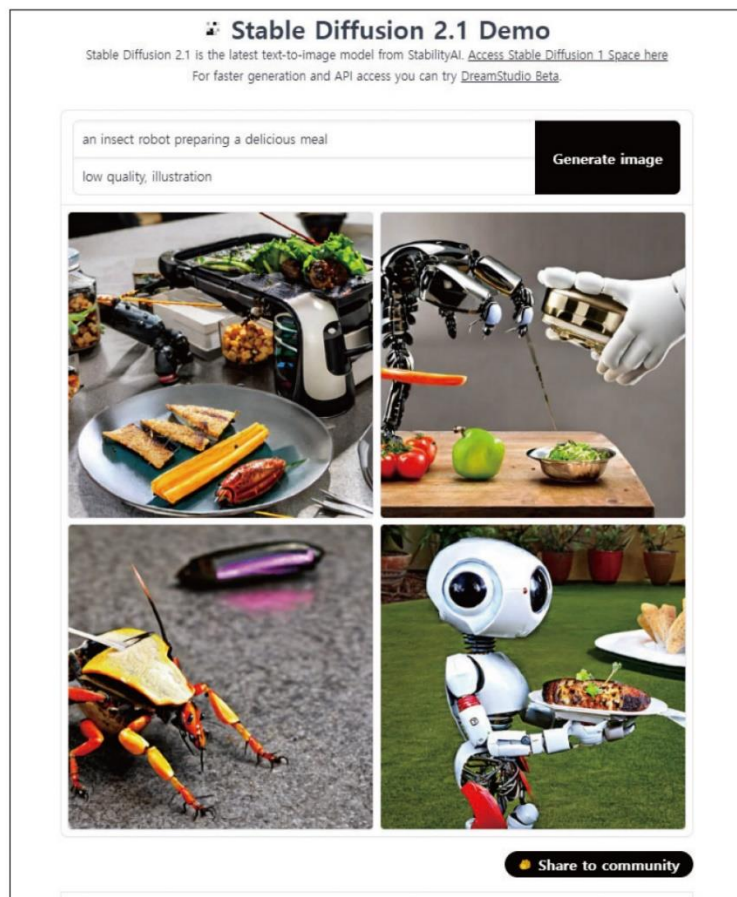 Stable Diffusion 2.1 Demo
Stable Diffusion 2.1 is the latest text-to-image model from StabilityAI. Access Stable Diffusion 1 Space here
For faster generation and API access you can try DreamStudio Beta.
an insect robot preparing a delicious meal
Generate image
low quality, illustration
Share to community